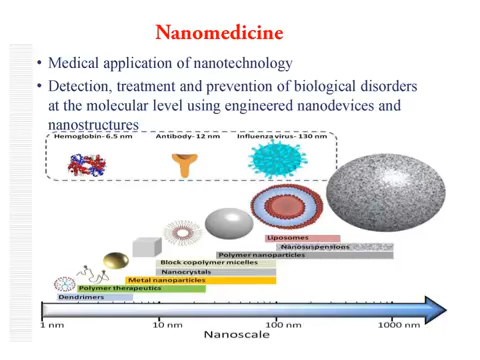 Nanomedicine
• Medical application of nanotechnology
• Detection, treatment and prevention of biological disorders
at the molecular level using engineered nanodevices and
nanostructures
Hemoglobin- 6.5 nm
Antibody- 12 nm
Influenza virus- 130 nm
Liposomes
Nanosuspensions
Polymer nanoparticles
Block copolymer micelles
Nanocrystals
Metal nanoparticles
Polymer therapeutics
Dendrimers
1 nm 10 nm 100 nm 1000 nm
Nanoscale